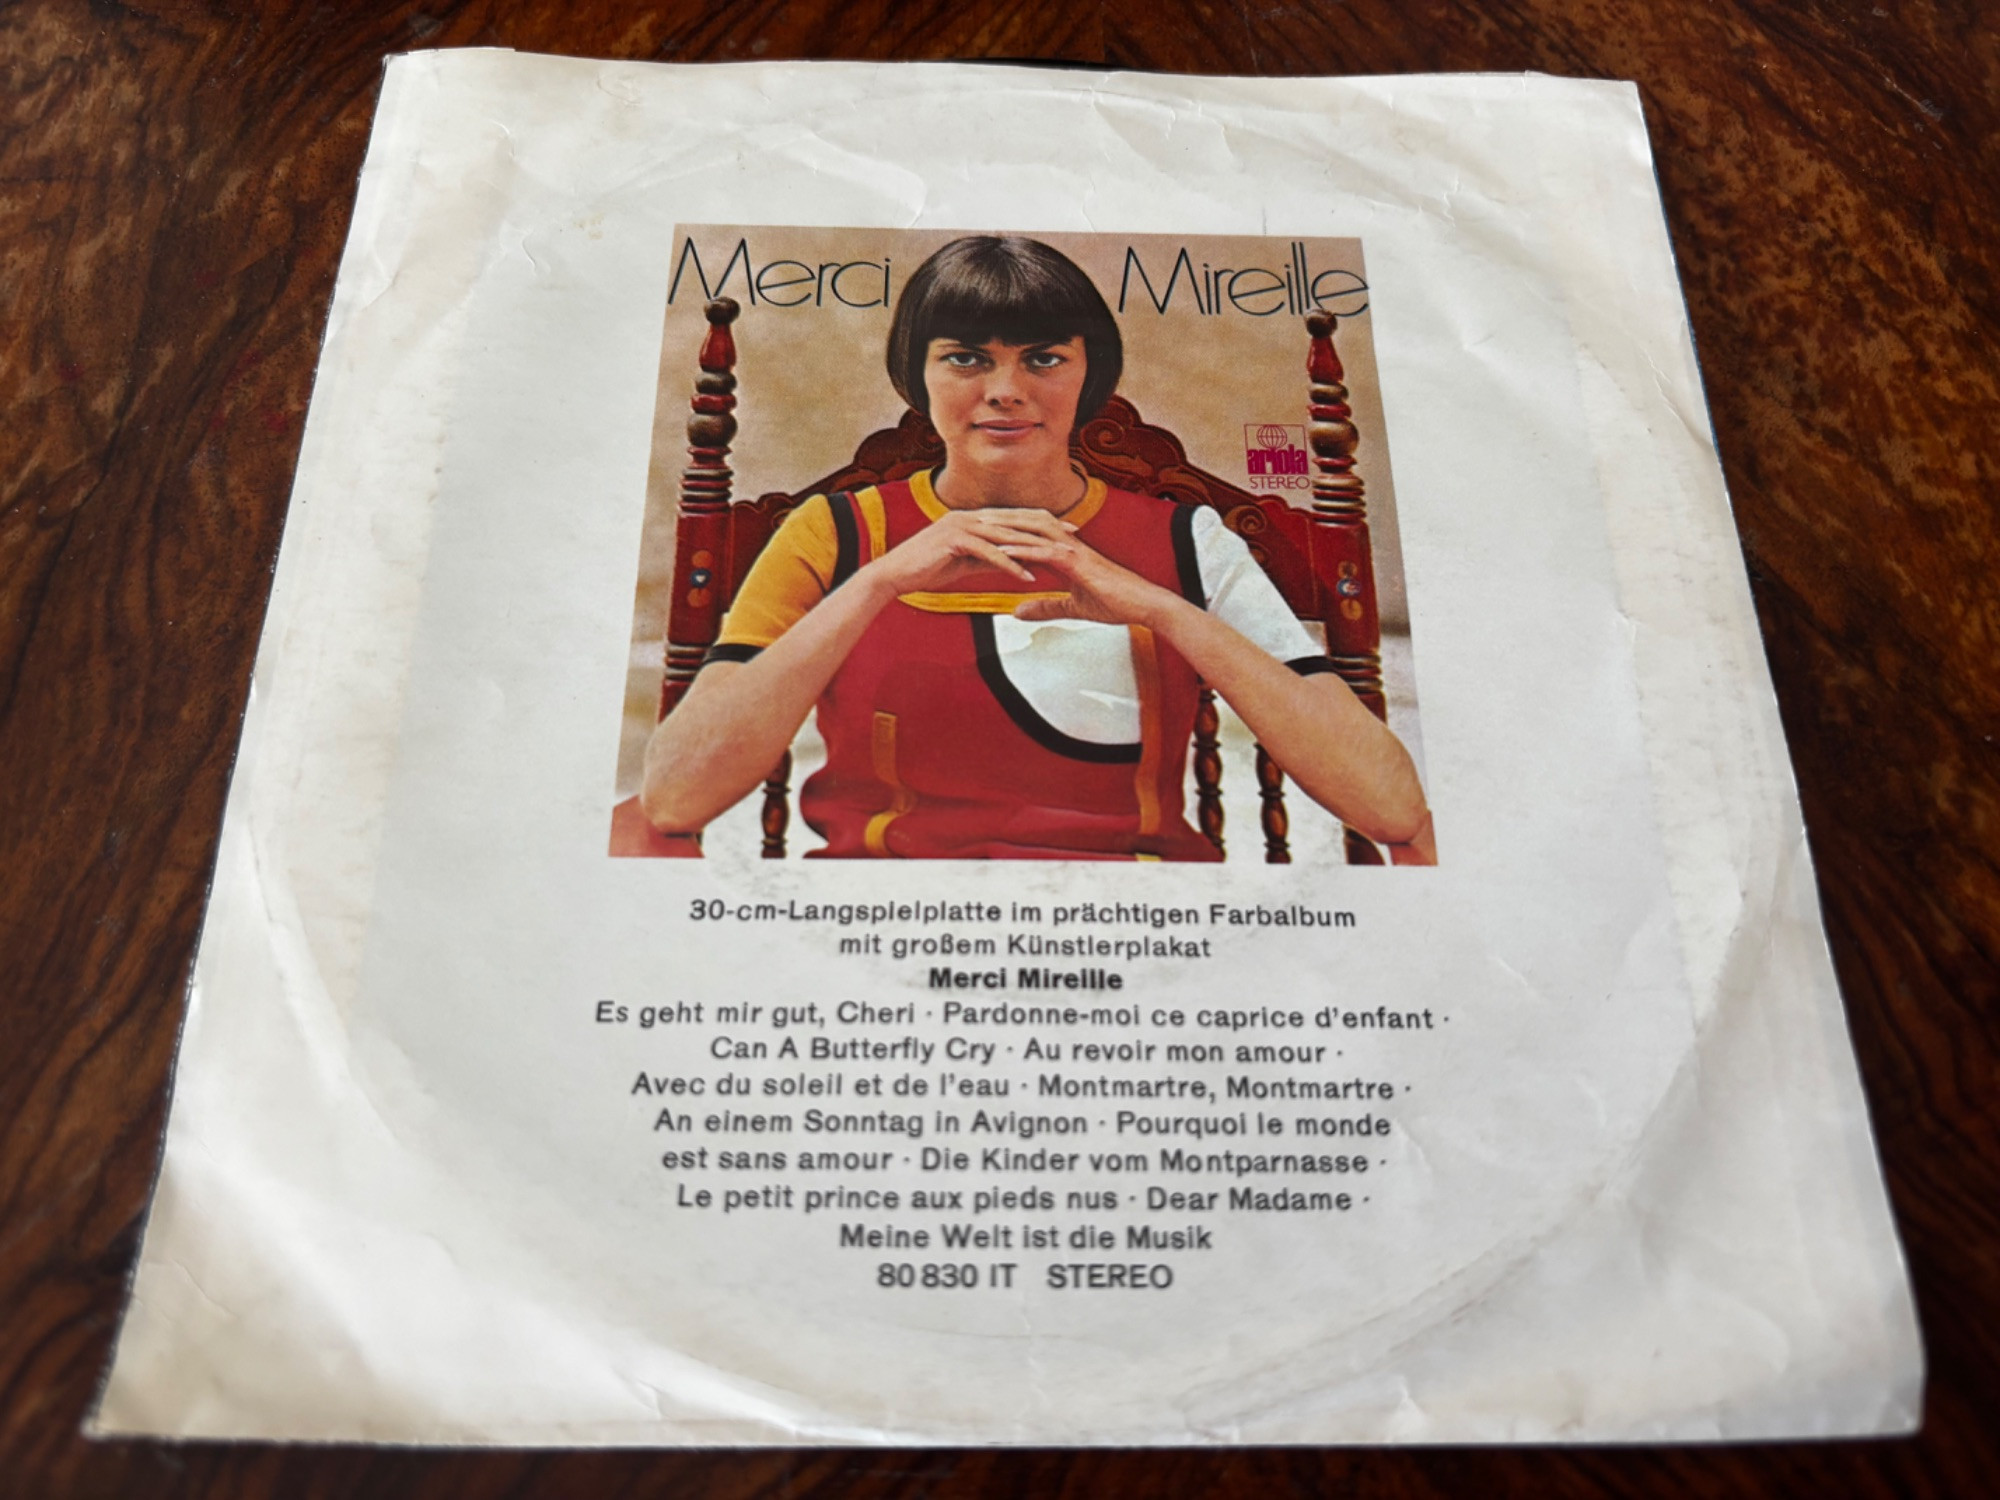 Merci Mireille
ariola
STEREO
30-cm-Langspielplatte im prächtigen Farbalbum
mit großem Künstlerplakat
Merci Mireille
Es geht mir gut, Cheri · Pardonne-moi ce caprice d'enfant ·
Can A Butterfly Cry · Au revoir mon amour ·
Avec du soleil et de l'eau · Montmartre, Montmartre ·
An einem Sonntag in Avignon · Pourquoi le monde
est sans amour · Die Kinder vom Montparnasse ·
Le petit prince aux pieds nus · Dear Madame ·
Meine Welt ist die Musik
80 830 IT STEREO